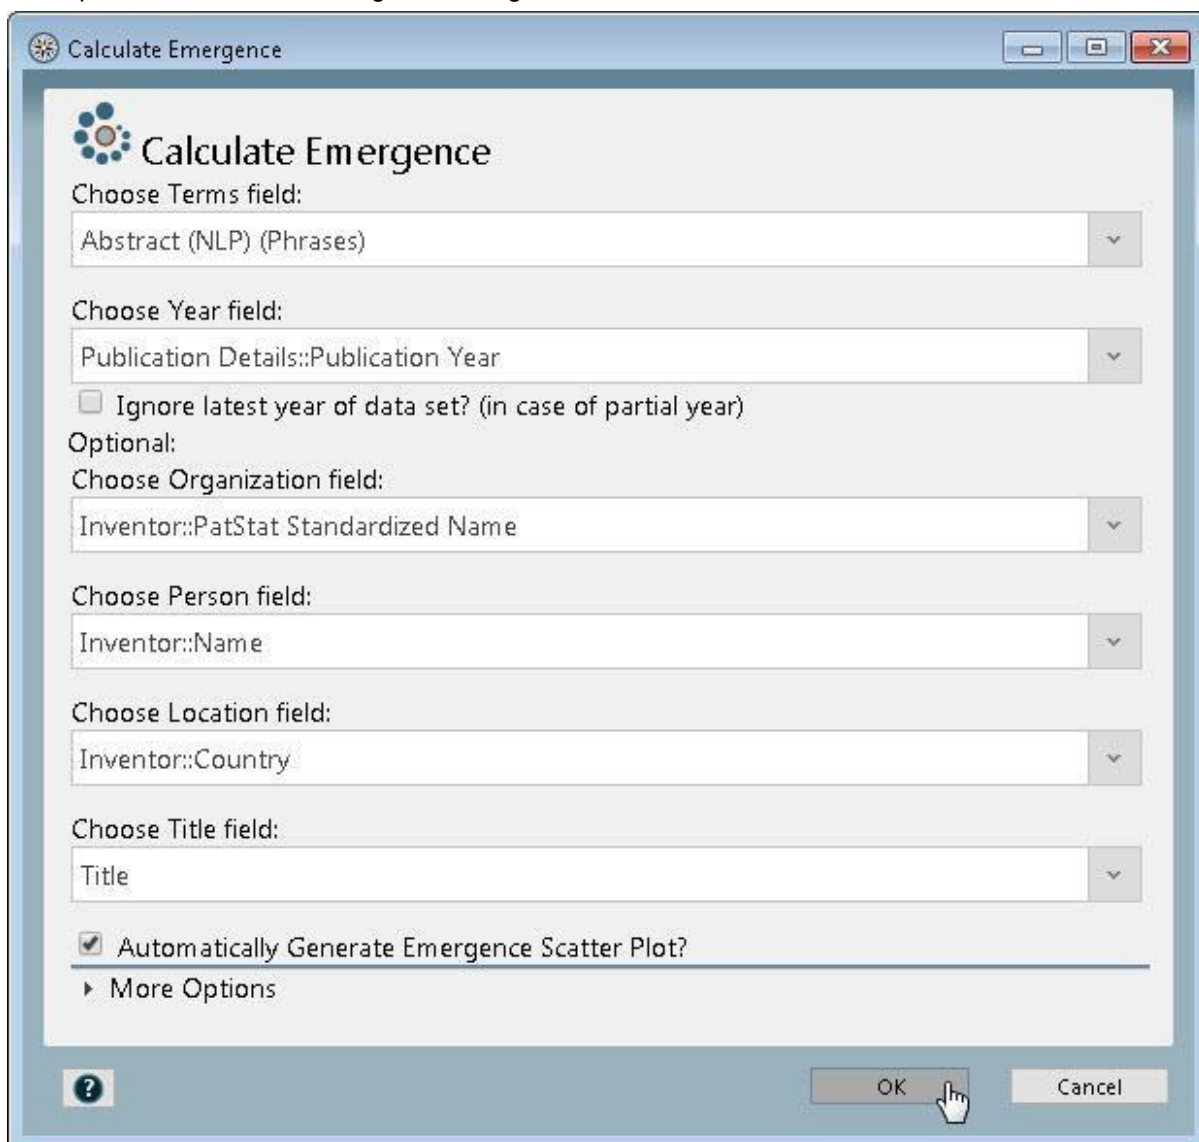 Calculate Emergence
Calculate Emergence
Choose Terms field:
Abstract (NLP) (Phrases)
Choose Year field:
Publication Details::Publication Year
Ignore latest year of data set? (in case of partial year)
Optional:
Choose Organization field:
Inventor::PatStat Standardized Name
Choose Person field:
Inventor::Name
Choose Location field:
Inventor::Country
Choose Title field:
Title
Automatically Generate Emergence Scatter Plot?
More Options
?
OK
Cancel